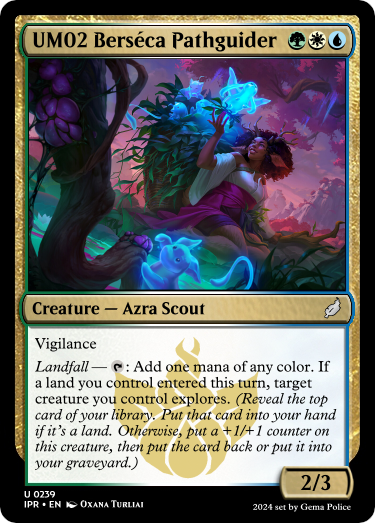 UM02 Berséca Pathguider
Creature — Azra Scout
Vigilance
Landfall — : Add one mana of any color. If
a land you control entered this turn, target
creature you control explores. (Reveal the top
card of your library. Put that card into your hand
if it's a land. Otherwise, put a +1/+1 counter on
this creature, then put the card back or put it into
your graveyard.)
2/3
U 0239
IPR • EN Oxana Turliai
2024 set by Gema Police